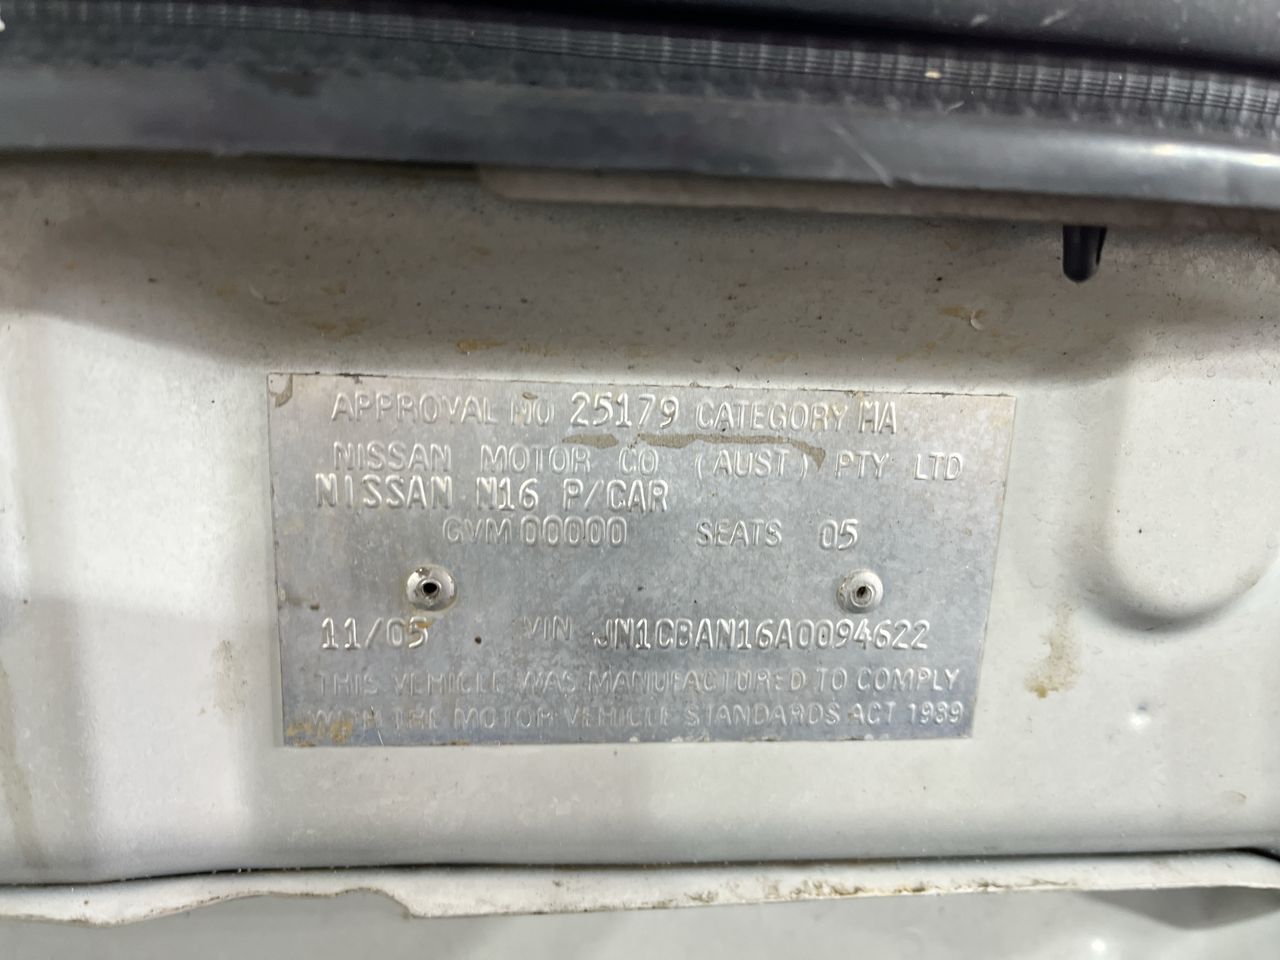 APPROVAL NO 25179 CATEGORY MA
NISSAN MOTOR CO (AUST) PTY LTD
NISSAN N16 P/CAR
GVM 00000 SEATS 05
11/05 VIN JN1CBAN16A0094622
THIS VEHICLE WAS MANUFACTURED TO COMPLY
WITH THE MOTOR VEHICLE STANDARDS ACT 1989